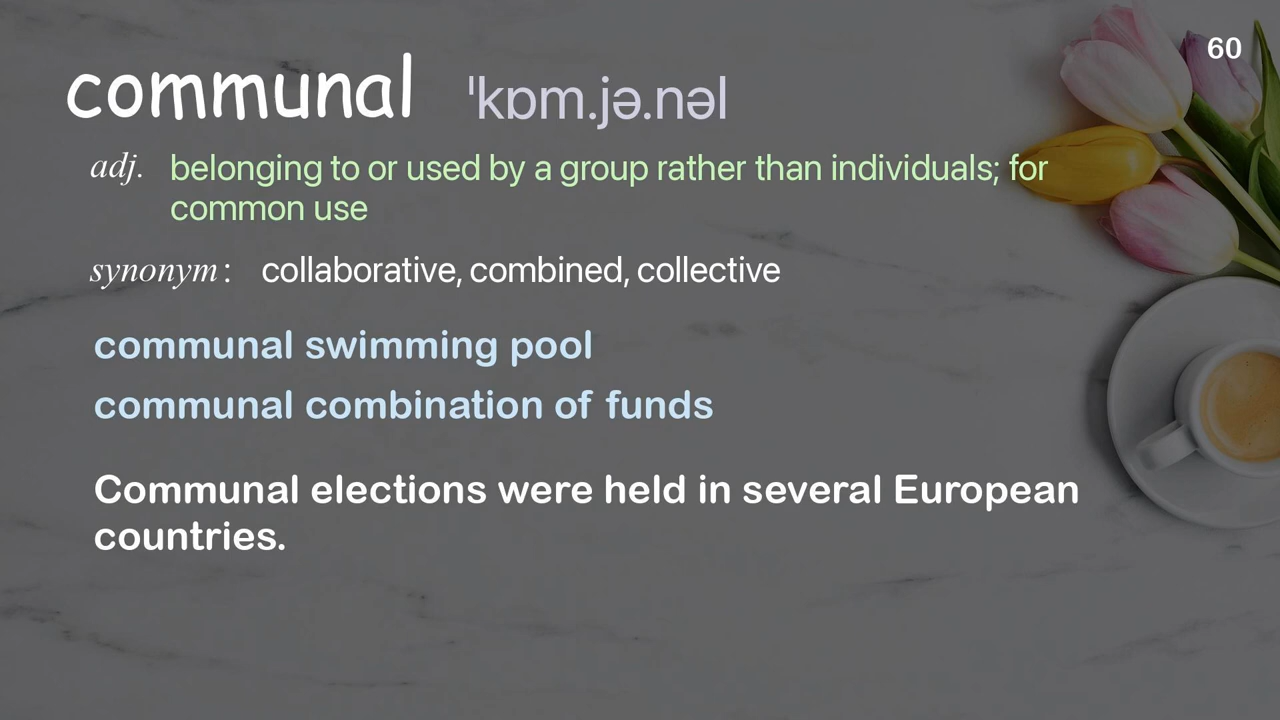 60
communal ˈkɒm.jə.nəl
adj. belonging to or used by a group rather than individuals; for
common use
synonym: collaborative, combined, collective
communal swimming pool
communal combination of funds
Communal elections were held in several European
countries.